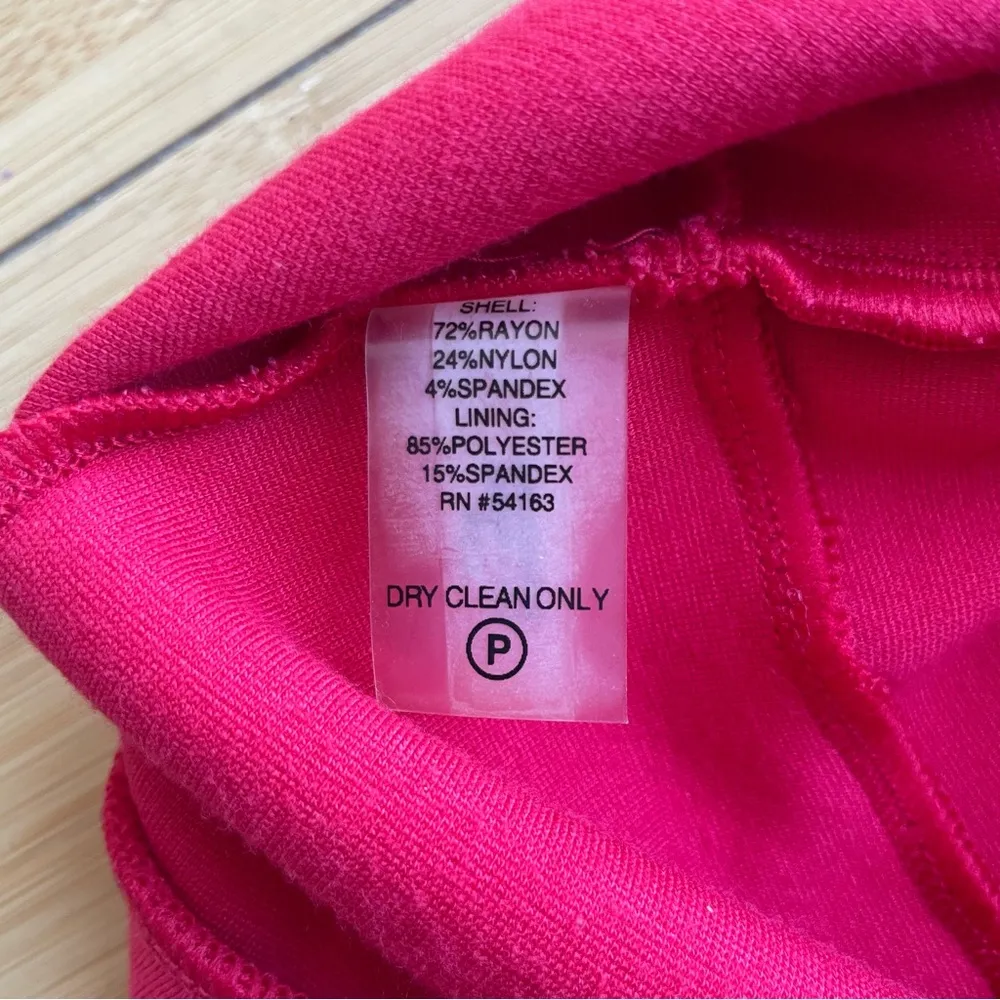 SHELL:
72%RAYON
24%NYLON
4%SPANDEX
LINING:
85%POLYESTER
15%SPANDEX
RN #54163
DRY CLEAN ONLY
P